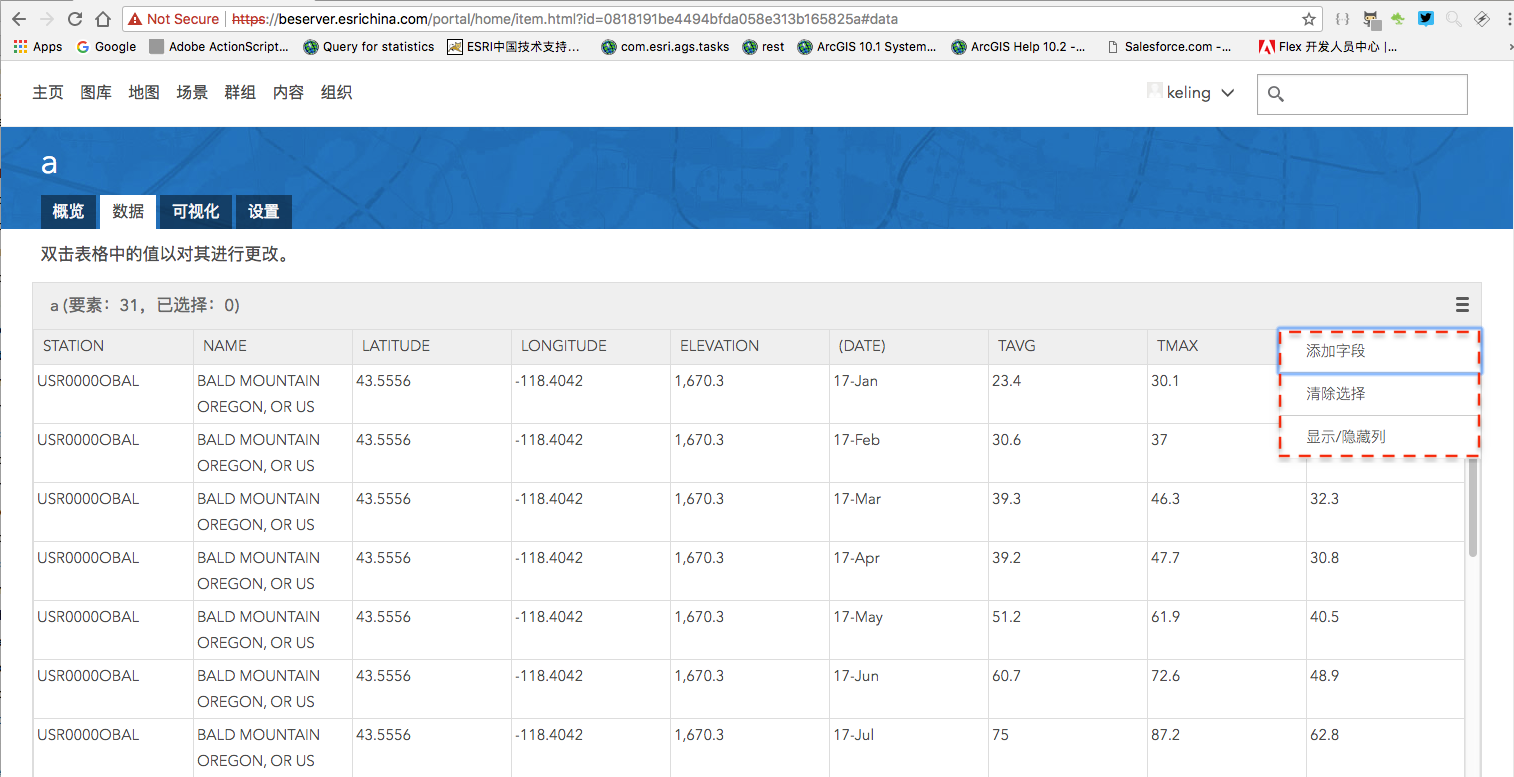 Not Secure https://beserver.esrichina.com/portal/home/item.html?id=0818191be4494bfda058e313b165825a#data
Apps Google Adobe ActionScript... Query for statistics ESRI中国技术支持... com.esri.ags.tasks rest ArcGIS 10.1 System... ArcGIS Help 10.2 -... Salesforce.com -... Flex 开发人员中心 |...
主页 图库 地图 场景 群组 内容 组织 keling
a
概览 数据 可视化 设置
双击表格中的值以对其进行更改。
a (要素：31，已选择：0)
STATION NAME LATITUDE LONGITUDE ELEVATION (DATE) TAVG TMAX
添加字段
清除选择
显示/隐藏列
USR0000OBAL BALD MOUNTAIN 43.5556 -118.4042 1,670.3 17-Jan 23.4 30.1
OREGON, OR US
USR0000OBAL BALD MOUNTAIN 43.5556 -118.4042 1,670.3 17-Feb 30.6 37
OREGON, OR US
USR0000OBAL BALD MOUNTAIN 43.5556 -118.4042 1,670.3 17-Mar 39.3 46.3 32.3
OREGON, OR US
USR0000OBAL BALD MOUNTAIN 43.5556 -118.4042 1,670.3 17-Apr 39.2 47.7 30.8
OREGON, OR US
USR0000OBAL BALD MOUNTAIN 43.5556 -118.4042 1,670.3 17-May 51.2 61.9 40.5
OREGON, OR US
USR0000OBAL BALD MOUNTAIN 43.5556 -118.4042 1,670.3 17-Jun 60.7 72.6 48.9
OREGON, OR US
USR0000OBAL BALD MOUNTAIN 43.5556 -118.4042 1,670.3 17-Jul 75 87.2 62.8
OREGON, OR US